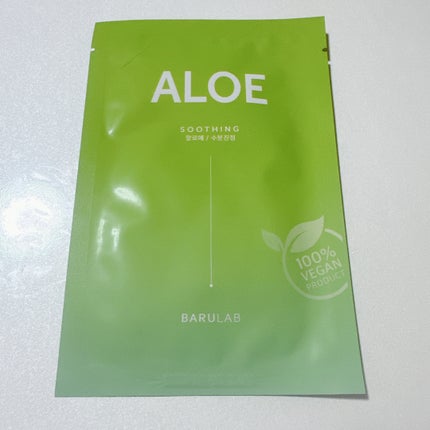 ALOE
SOOTHING
알로에 / 수분진정
100%
VEGAN
PRODUCT
BARULAB